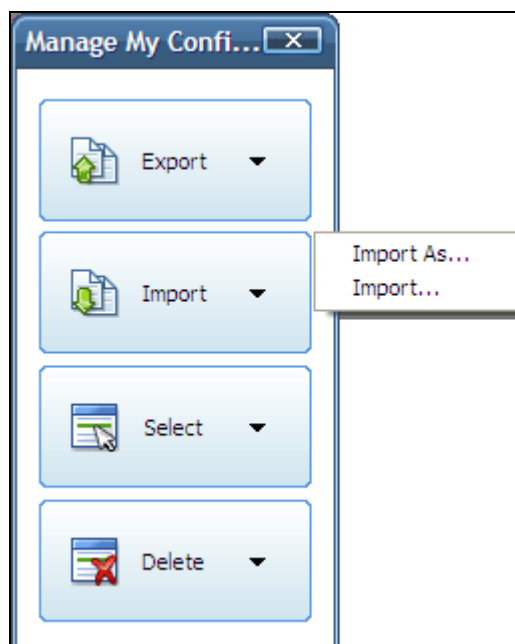 Manage My Confi...
Export
Import
Import As...
Import...
Select
Delete